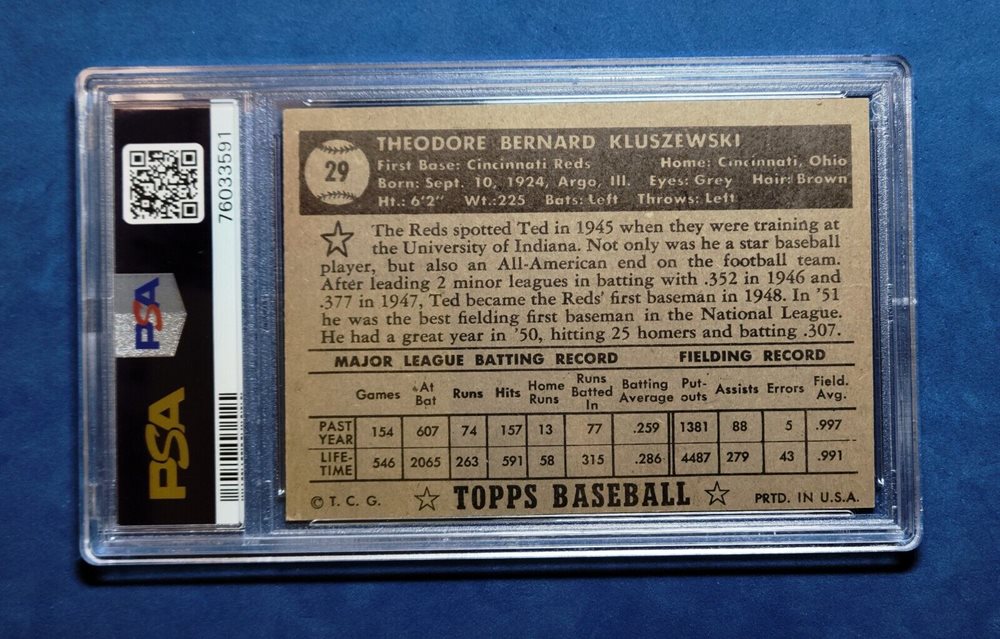 PSA
PSA
76033591
29
THEODORE BERNARD KLUSZEWSKI
First Base: Cincinnati Reds Home: Cincinnati, Ohio
Born: Sept. 10, 1924, Argo, Ill. Eyes: Grey Hair: Brown
Ht.: 6'2" Wt.:225 Bats: Left Throws: Left
The Reds spotted Ted in 1945 when they were training at
the University of Indiana. Not only was he a star baseball
player, but also an All-American end on the football team.
After leading 2 minor leagues in batting with .352 in 1946 and
.377 in 1947, Ted became the Reds' first baseman in 1948. In '51
he was the best fielding first baseman in the National League.
He had a great year in '50, hitting 25 homers and batting .307.
MAJOR LEAGUE BATTING RECORD FIELDING RECORD
Games At Bat Runs Hits Home Runs Runs Batted In Batting Average Put-outs Assists Errors Field. Avg.
PAST YEAR 154 607 74 157 13 77 .259 1381 88 5 .997
LIFE-TIME 546 2065 263 591 58 315 .286 4487 279 43 .991
© T. C. G. TOPPS BASEBALL PRTD. IN U.S.A.